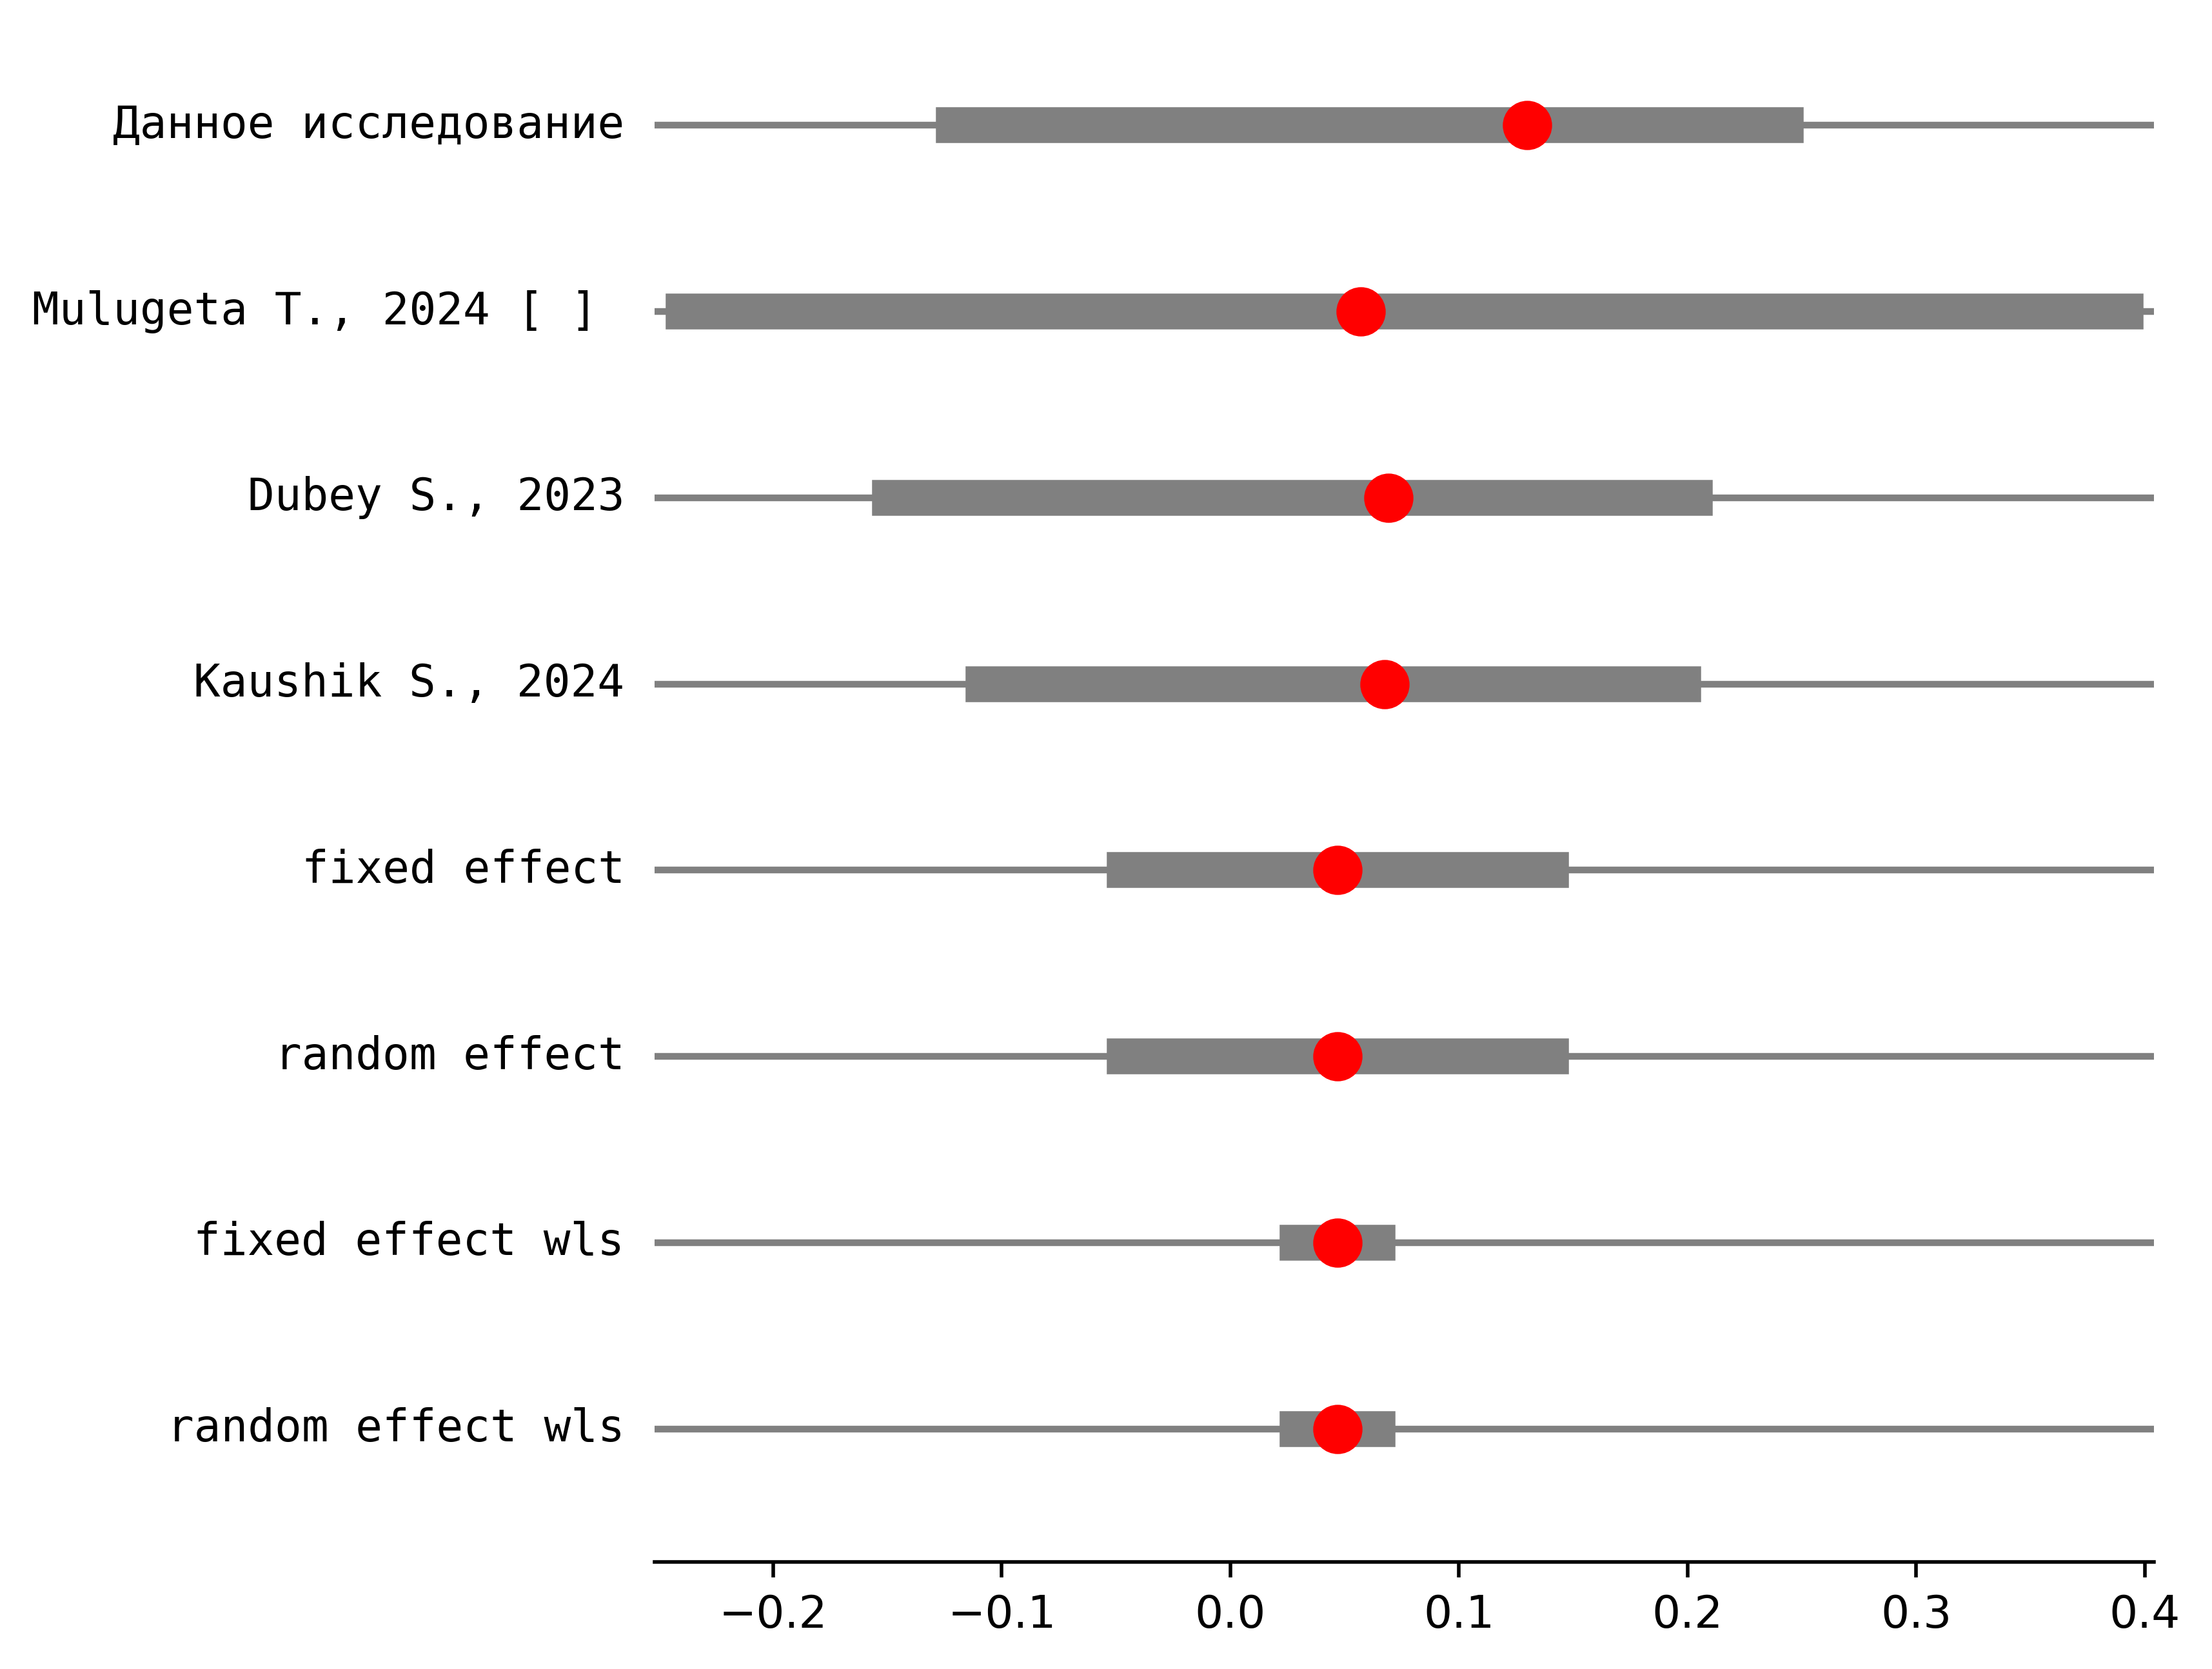 Данное исследование
Mulugeta T., 2024 [ ]
Dubey S., 2023
Kaushik S., 2024
fixed effect
random effect
fixed effect wls
random effect wls
−0.2 −0.1 0.0 0.1 0.2 0.3 0.4